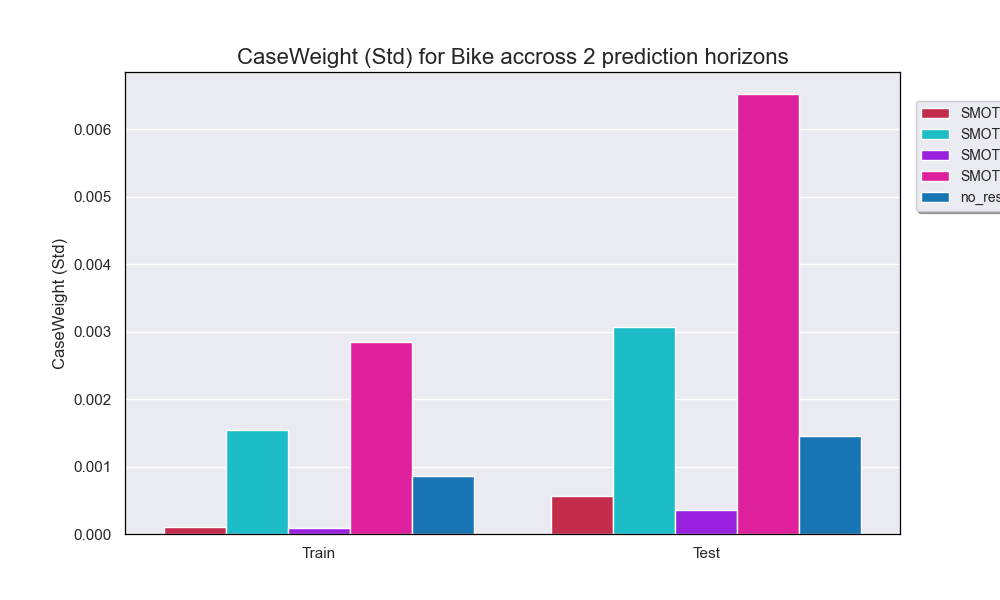 CaseWeight (Std) for Bike accross 2 prediction horizons
CaseWeight (Std)
0.006
0.005
0.004
0.003
0.002
0.001
0.000
Train
Test
SMOT
SMOT
SMOT
SMOT
no_res